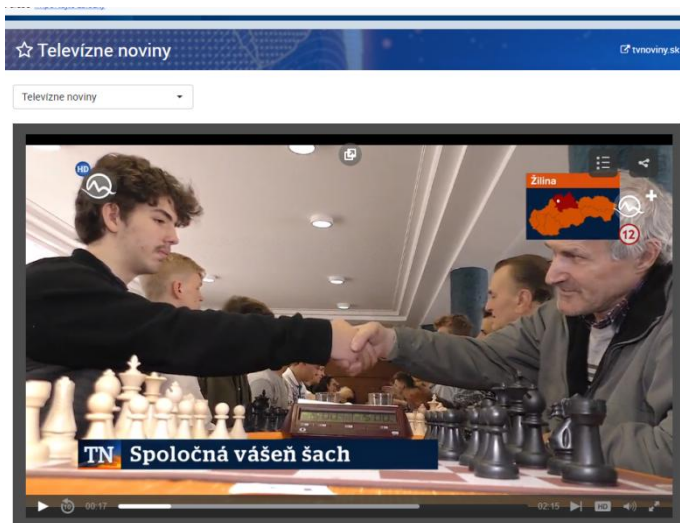 ☆ Televízne noviny
tvnoviny.sk
Televízne noviny
HD
Žilina
12
TN Spoločná vášeň šach
00:17
02:15
HD